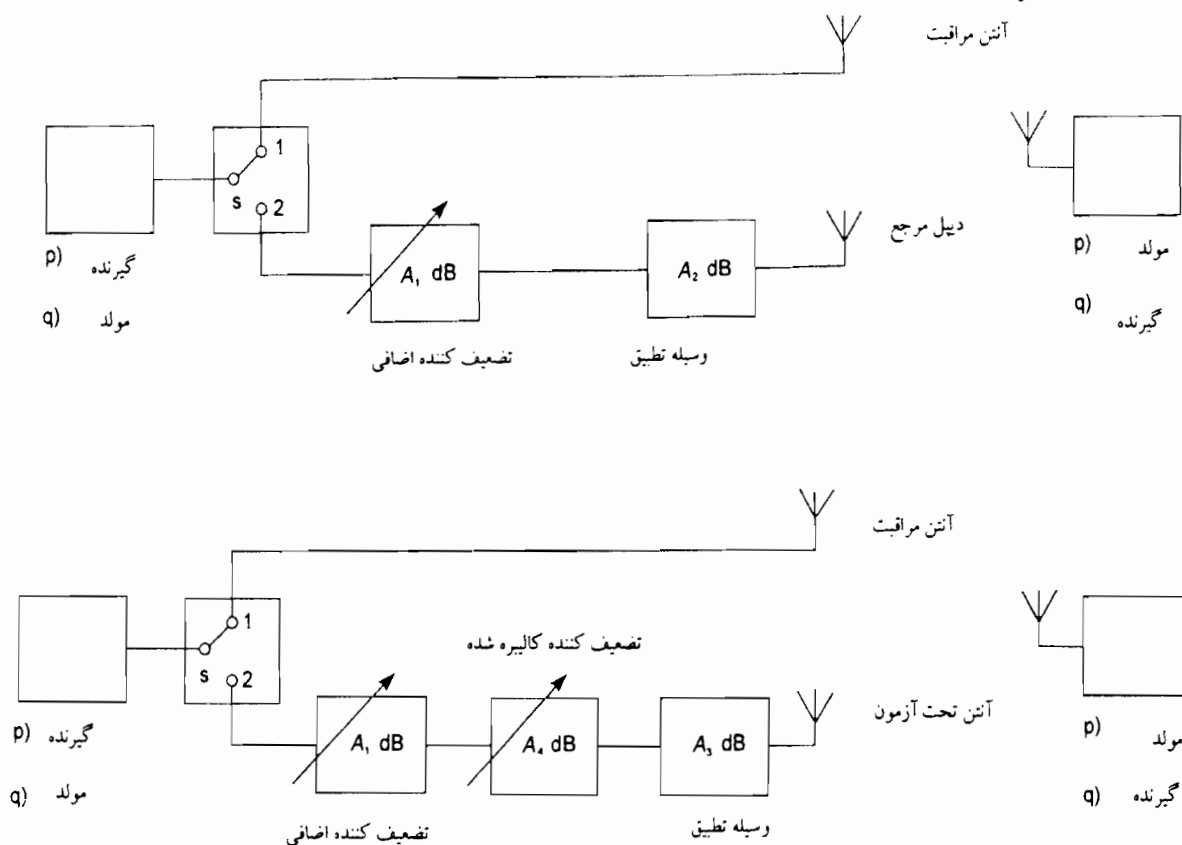 آنتن مراقبت
1
s
2
p) گیرنده
q) مولد
A₁ dB
A₂ dB
دیپل مرجع
p) مولد
q) گیرنده
تضعیف کننده اضافی
وسیله تطبیق
آنتن مراقبت
1
s
2
تضعیف کننده کالیبره شده
p) گیرنده
q) مولد
A₁ dB
A₄ dB
A₃ dB
آنتن تحت آزمون
p) مولد
q) گیرنده
تضعیف کننده اضافی
وسیله تطبیق